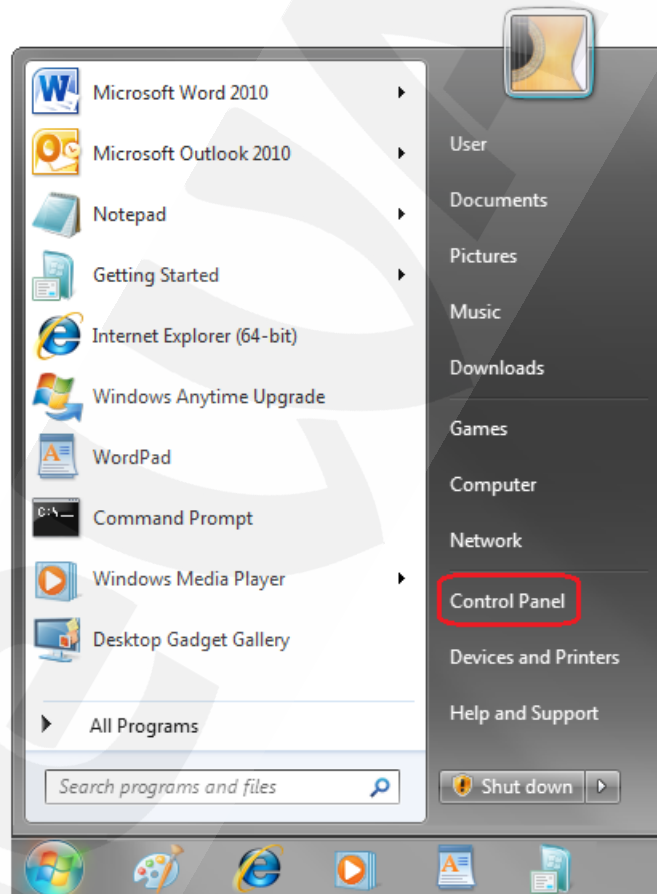 Microsoft Word 2010
Microsoft Outlook 2010
Notepad
Getting Started
Internet Explorer (64-bit)
Windows Anytime Upgrade
WordPad
Command Prompt
Windows Media Player
Desktop Gadget Gallery
All Programs
Search programs and files
User
Documents
Pictures
Music
Downloads
Games
Computer
Network
Control Panel
Devices and Printers
Help and Support
Shut down